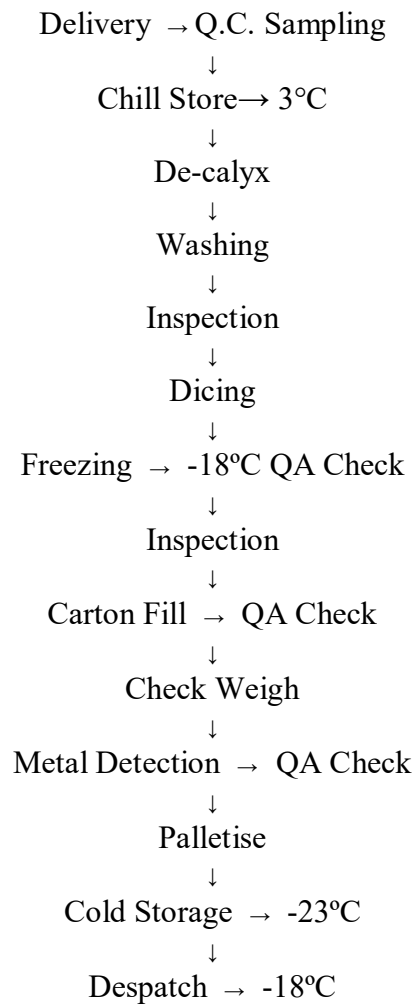 Delivery → Q.C. Sampling
↓
Chill Store→ 3°C
↓
De-calyx
↓
Washing
↓
Inspection
↓
Dicing
↓
Freezing → -18ºC QA Check
↓
Inspection
↓
Carton Fill → QA Check
↓
Check Weigh
↓
Metal Detection → QA Check
↓
Palletise
↓
Cold Storage → -23ºC
↓
Despatch → -18ºC